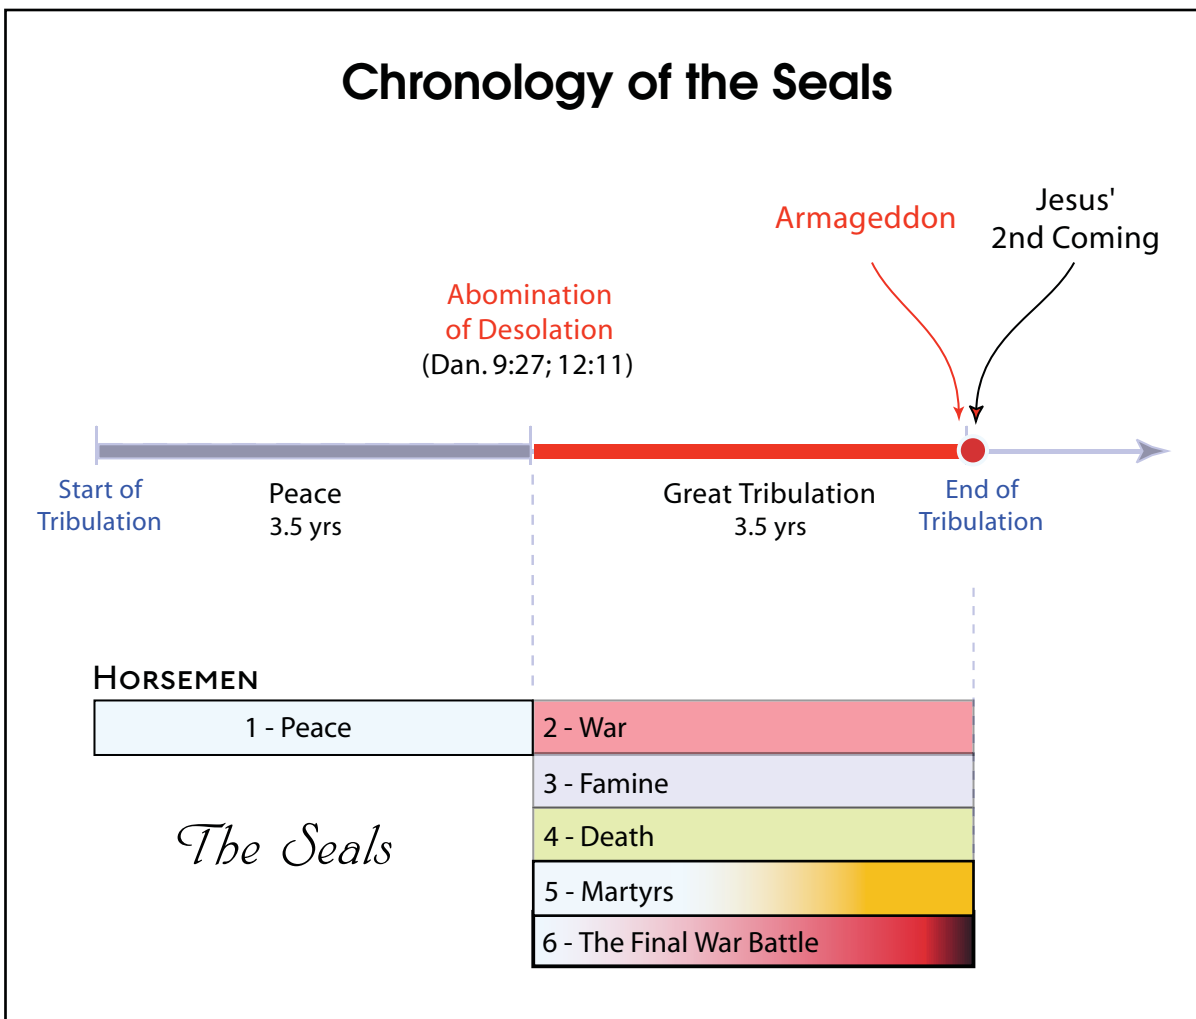 Chronology of the Seals
Armageddon
Jesus'
2nd Coming
Abomination
of Desolation
(Dan. 9:27; 12:11)
Start of
Tribulation
Peace
3.5 yrs
Great Tribulation
3.5 yrs
End of
Tribulation
HORSEMEN
1 - Peace
2 - War
3 - Famine
4 - Death
The Seals
5 - Martyrs
6 - The Final War Battle